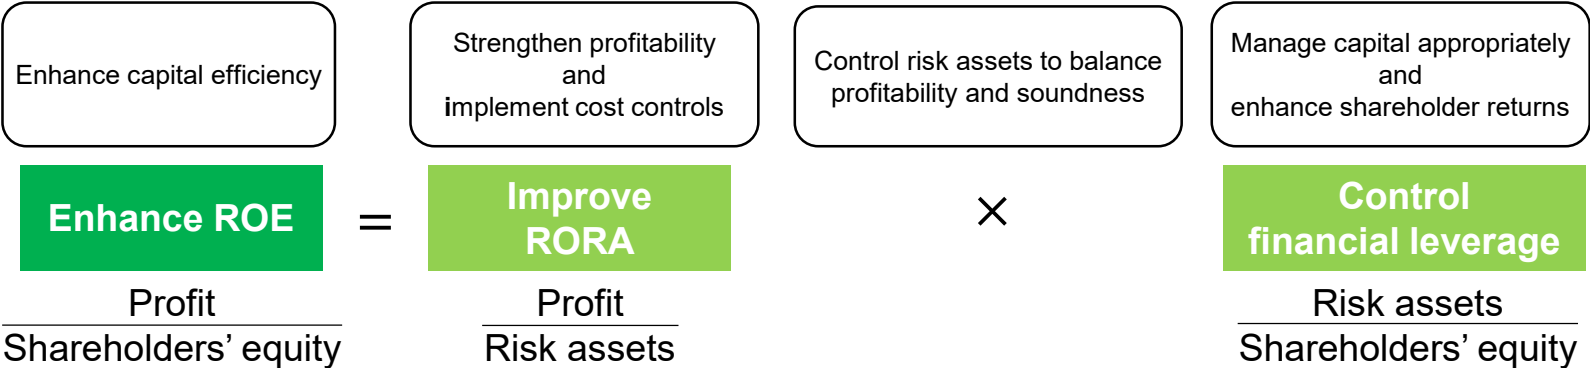 Enhance capital efficiency
Strengthen profitability
and
implement cost controls
Control risk assets to balance
profitability and soundness
Manage capital appropriately
and
enhance shareholder returns
Enhance ROE
=
Improve
RORA
×
Control
financial leverage
Profit
Shareholders’ equity
Profit
Risk assets
Risk assets
Shareholders’ equity